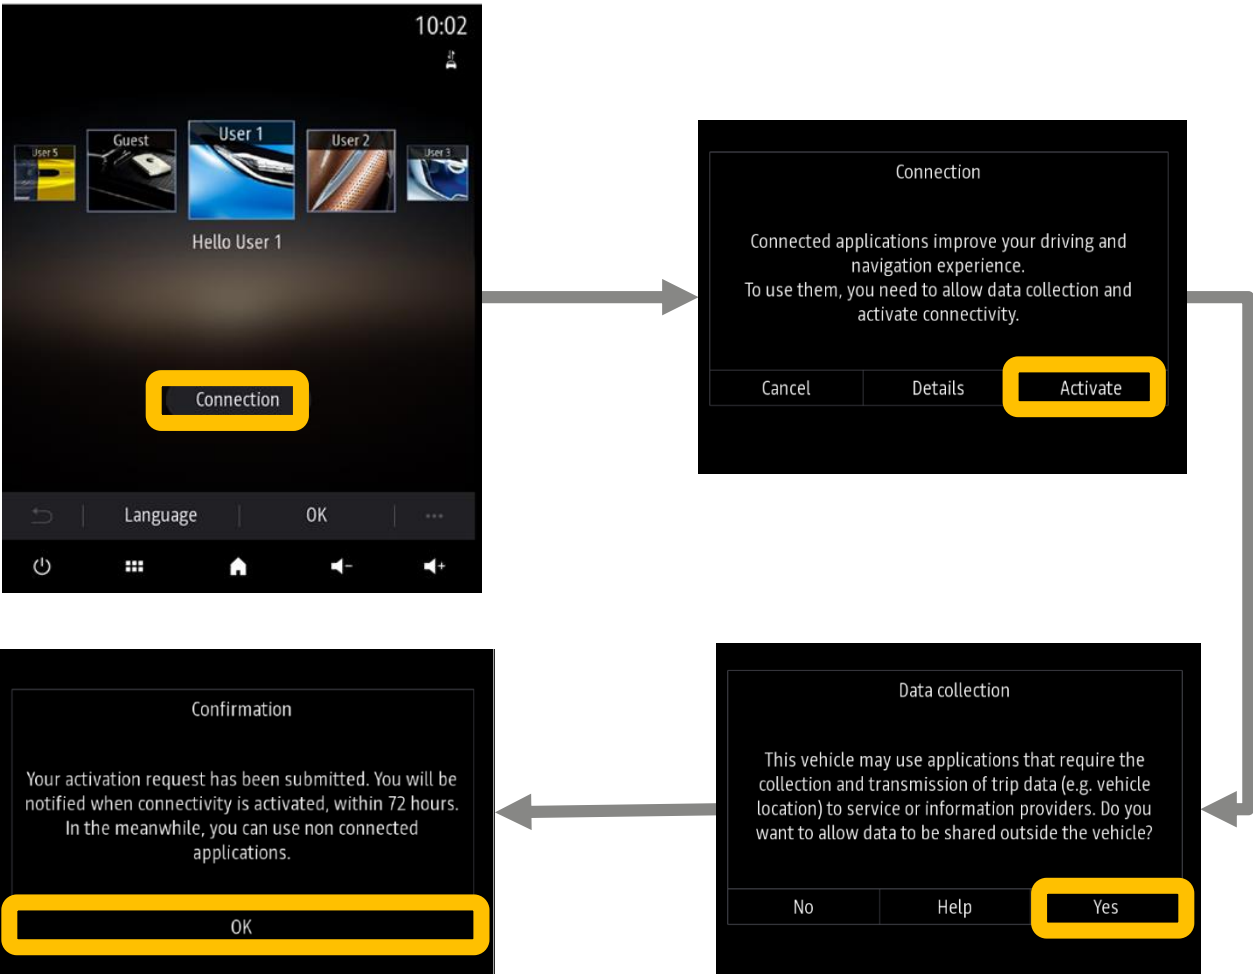 10:02
User 5
Guest
User 1
User 2
User 3
Hello User 1
Connection
Language
OK
Connection
Connected applications improve your driving and
navigation experience.
To use them, you need to allow data collection and
activate connectivity.
Cancel
Details
Activate
Data collection
This vehicle may use applications that require the
collection and transmission of trip data (e.g. vehicle
location) to service or information providers. Do you
want to allow data to be shared outside the vehicle?
No
Help
Yes
Confirmation
Your activation request has been submitted. You will be
notified when connectivity is activated, within 72 hours.
In the meanwhile, you can use non connected
applications.
OK